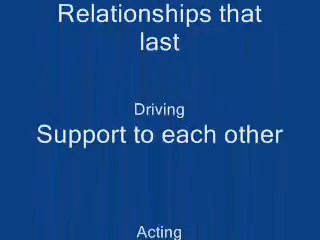 Relationships that
last
Driving
Support to each other
Acting